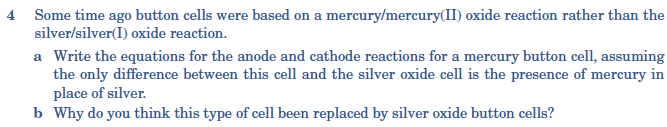 4 Some time ago button cells were based on a mercury/mercury(II) oxide reaction rather than the
silver/silver(I) oxide reaction.
a Write the equations for the anode and cathode reactions for a mercury button cell, assuming
the only difference between this cell and the silver oxide cell is the presence of mercury in
place of silver.
b Why do you think this type of cell been replaced by silver oxide button cells?